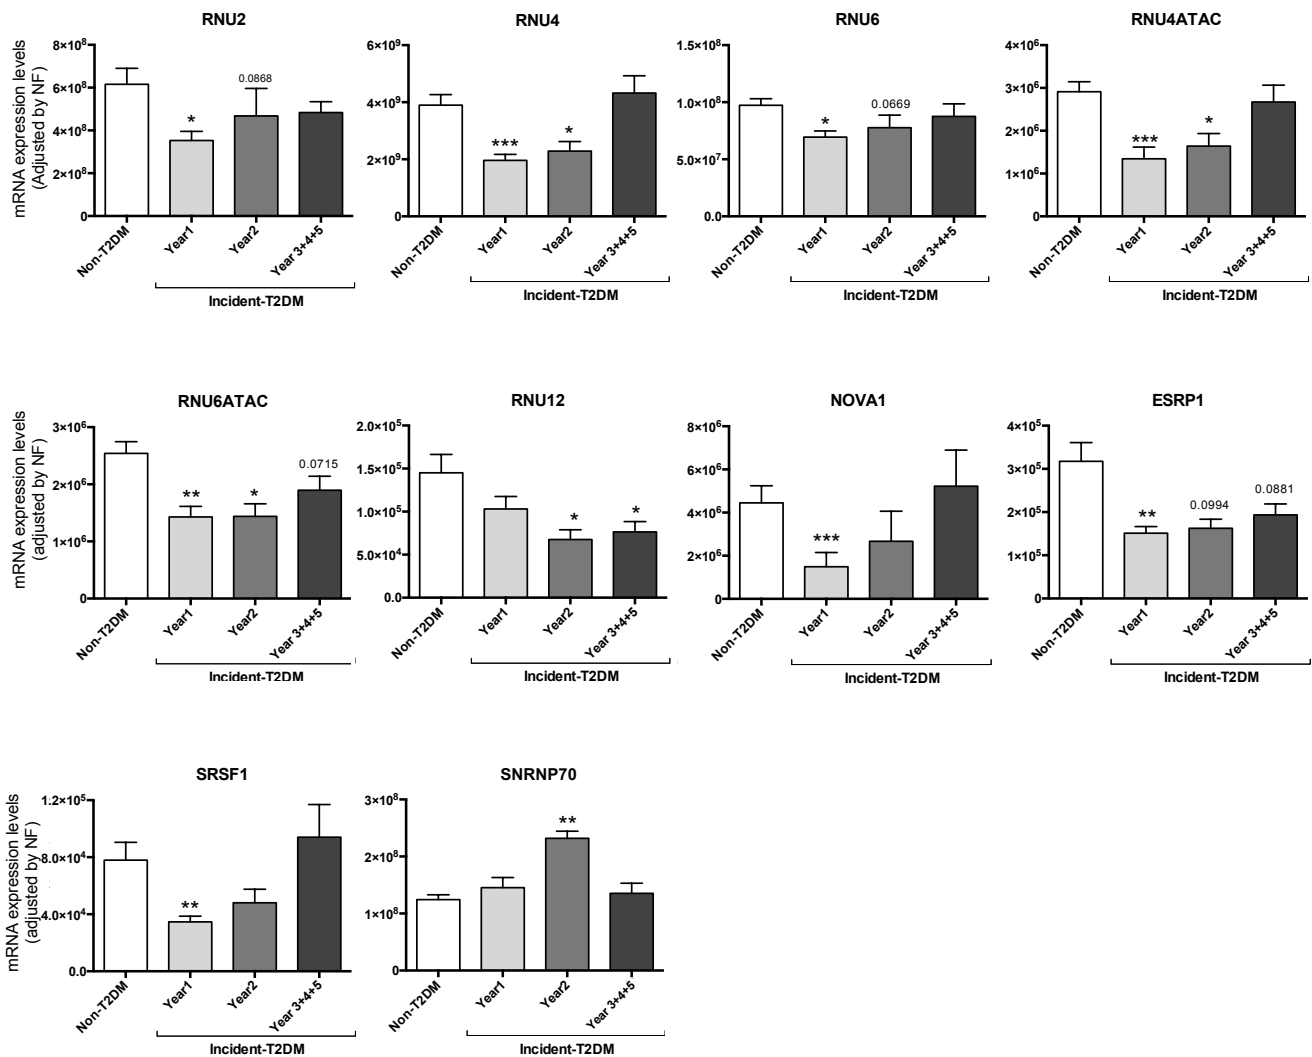 RNU2
RNU4
RNU6
RNU4ATAC
mRNA expression levels
(Adjusted by NF)
8×10⁸
6×10⁸
4×10⁸
2×10⁸
0
*
0.0868
Non-T2DM
Year1
Year2
Year 3+4+5
Incident-T2DM
6×10⁹
4×10⁹
2×10⁹
0
***
*
Non-T2DM
Year1
Year2
Year 3+4+5
Incident-T2DM
1.5×10⁸
1.0×10⁸
5.0×10⁷
0.0
*
0.0669
Non-T2DM
Year1
Year2
Year 3+4+5
Incident-T2DM
4×10⁶
3×10⁶
2×10⁶
1×10⁶
0
***
*
Non-T2DM
Year1
Year2
Year 3+4+5
Incident-T2DM
RNU6ATAC
RNU12
NOVA1
ESRP1
mRNA expression levels
(adjusted by NF)
3×10⁶
2×10⁶
1×10⁶
0
**
*
0.0715
Non-T2DM
Year1
Year2
Year 3+4+5
Incident-T2DM
2.0×10⁵
1.5×10⁵
1.0×10⁵
5.0×10⁴
0.0
*
*
Non-T2DM
Year1
Year2
Year 3+4+5
Incident-T2DM
8×10⁶
6×10⁶
4×10⁶
2×10⁶
0
***
Non-T2DM
Year1
Year2
Year 3+4+5
Incident-T2DM
4×10⁵
3×10⁵
2×10⁵
1×10⁵
0
**
0.0994
0.0881
Non-T2DM
Year1
Year2
Year 3+4+5
Incident-T2DM
SRSF1
SNRNP70
mRNA expression levels
(adjusted by NF)
1.2×10⁵
8.0×10⁴
4.0×10⁴
0.0
**
Non-T2DM
Year1
Year2
Year 3+4+5
Incident-T2DM
3×10⁸
2×10⁸
1×10⁸
0
**
Non-T2DM
Year1
Year2
Year 3+4+5
Incident-T2DM